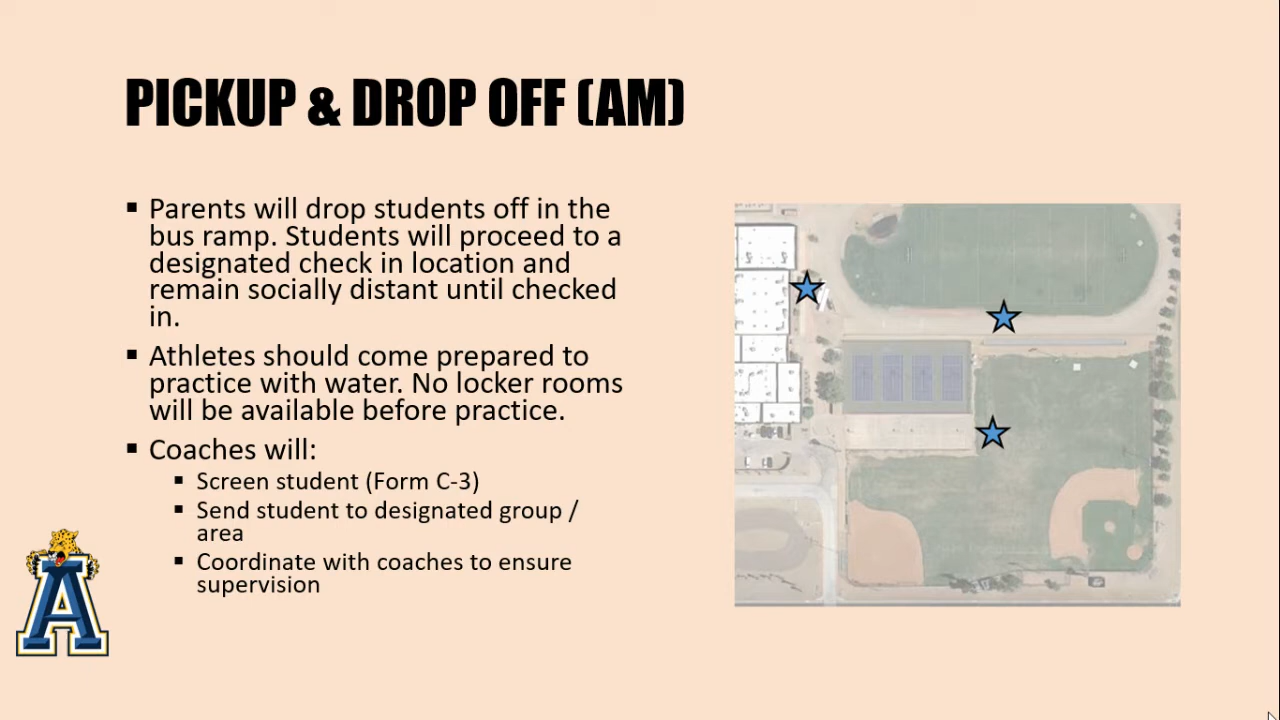 PICKUP & DROP OFF (AM)
▪ Parents will drop students off in the
bus ramp. Students will proceed to a
designated check in location and
remain socially distant until checked
in.
▪ Athletes should come prepared to
practice with water. No locker rooms
will be available before practice.
▪ Coaches will:
▪ Screen student (Form C-3)
▪ Send student to designated group /
area
▪ Coordinate with coaches to ensure
supervision
A